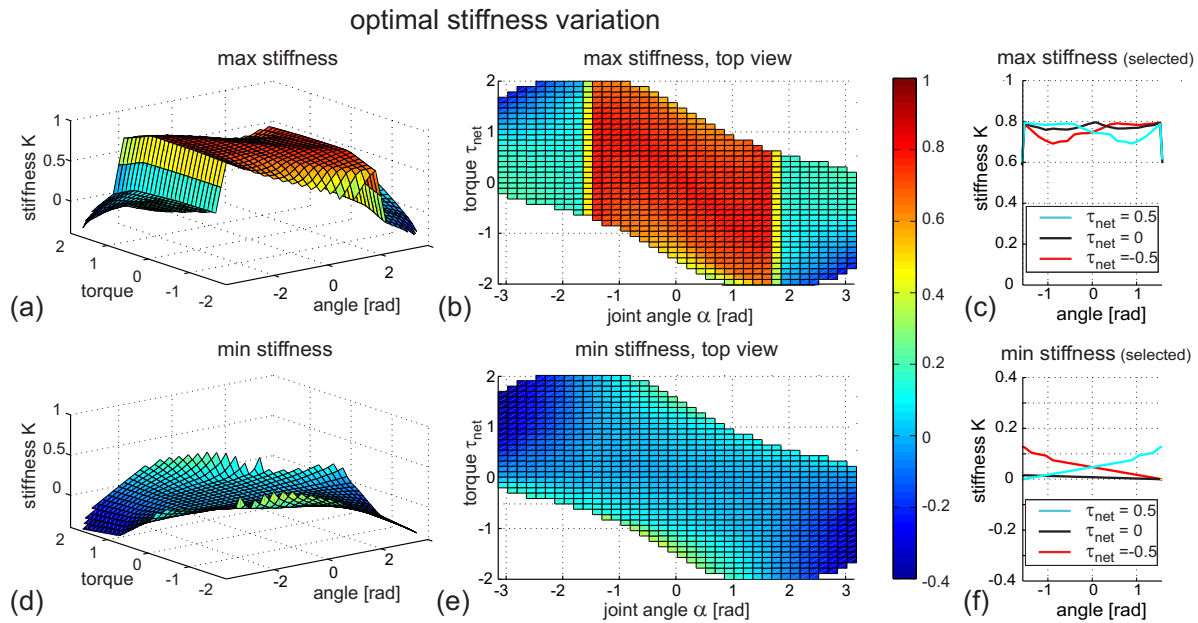 optimal stiffness variation
max stiffness
stiffness K
1
0.5
0
2
1
0
-1
-2
torque
-2
0
2
angle [rad]
(a)
max stiffness, top view
torque τnet
2
1
0
-1
-2
-3 -2 -1 0 1 2 3
joint angle α [rad]
(b)
1
0.8
0.6
0.4
0.2
0
-0.2
-0.4
max stiffness (selected)
stiffness K
1
0.8
0.6
0.4
0.2
0
τnet = 0.5
τnet = 0
τnet = -0.5
-1 0 1
angle [rad]
(c)
min stiffness
stiffness K
1
0.5
0
2
1
0
-1
-2
torque
-2
0
2
angle [rad]
(d)
min stiffness, top view
torque τnet
2
1
0
-1
-2
-3 -2 -1 0 1 2 3
joint angle α [rad]
(e)
min stiffness (selected)
stiffness K
0.4
0.2
0
-0.2
-0.4
τnet = 0.5
τnet = 0
τnet =-0.5
-1 0 1
angle [rad]
(f)